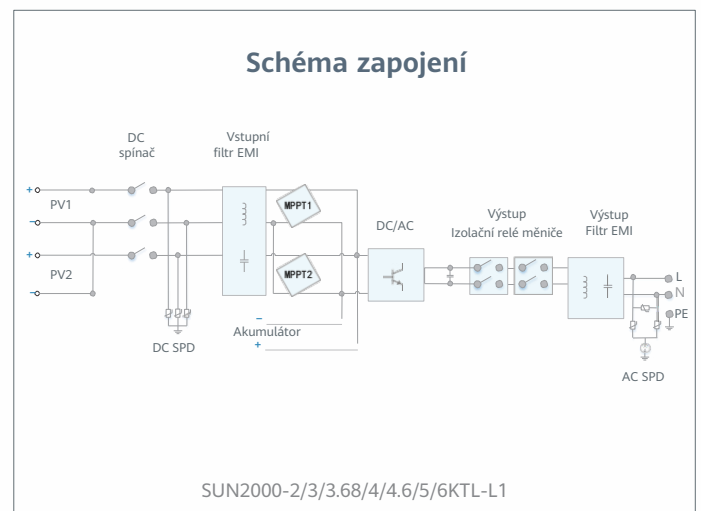 Schéma zapojení
DC
spínač
Vstupní
filtr EMI
+
PV1
−
+
PV2
−
MPPT1
MPPT2
DC/AC
Výstup
Izolační relé měniče
Výstup
Filtr EMI
L
N
PE
DC SPD
−
Akumulátor
+
AC SPD
SUN2000-2/3/3.68/4/4.6/5/6KTL-L1